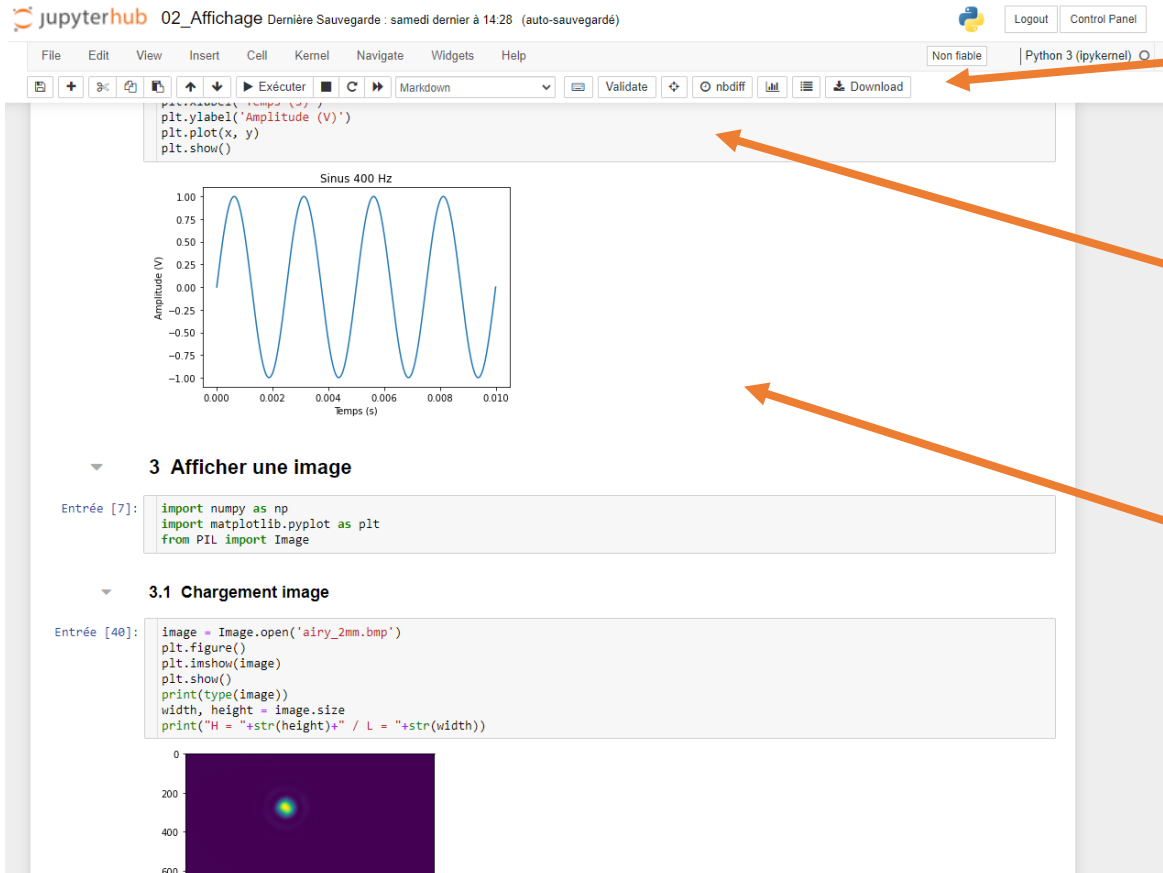 jupyterhub 02_Affichage Dernière Sauvegarde : samedi dernier à 14:28 (auto-sauvegardé) Logout Control Panel
File Edit View Insert Cell Kernel Navigate Widgets Help Non fiable Python 3 (ipykernel)
Exécuter Markdown Validate nbdiff Download
plt.xlabel('Temps (s)')
plt.ylabel('Amplitude (V)')
plt.plot(x, y)
plt.show()
Sinus 400 Hz
1.00
0.75
0.50
0.25
0.00
−0.25
−0.50
−0.75
−1.00
Amplitude (V)
0.000 0.002 0.004 0.006 0.008 0.010
Temps (s)
3 Afficher une image
Entrée [7]: import numpy as np
import matplotlib.pyplot as plt
from PIL import Image
3.1 Chargement image
Entrée [40]: image = Image.open('airy_2mm.bmp')
plt.figure()
plt.imshow(image)
plt.show()
print(type(image))
width, height = image.size
print("H = "+str(height)+" / L = "+str(width))
0
200
400
600